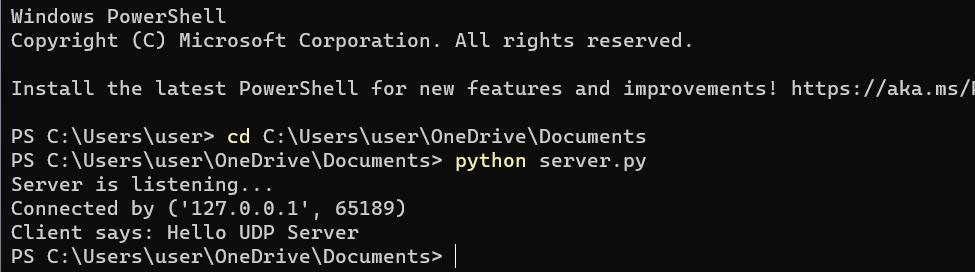 Windows PowerShell
Copyright (C) Microsoft Corporation. All rights reserved.
Install the latest PowerShell for new features and improvements! https://aka.ms/
PS C:\Users\user> cd C:\Users\user\OneDrive\Documents
PS C:\Users\user\OneDrive\Documents> python server.py
Server is listening...
Connected by ('127.0.0.1', 65189)
Client says: Hello UDP Server
PS C:\Users\user\OneDrive\Documents>